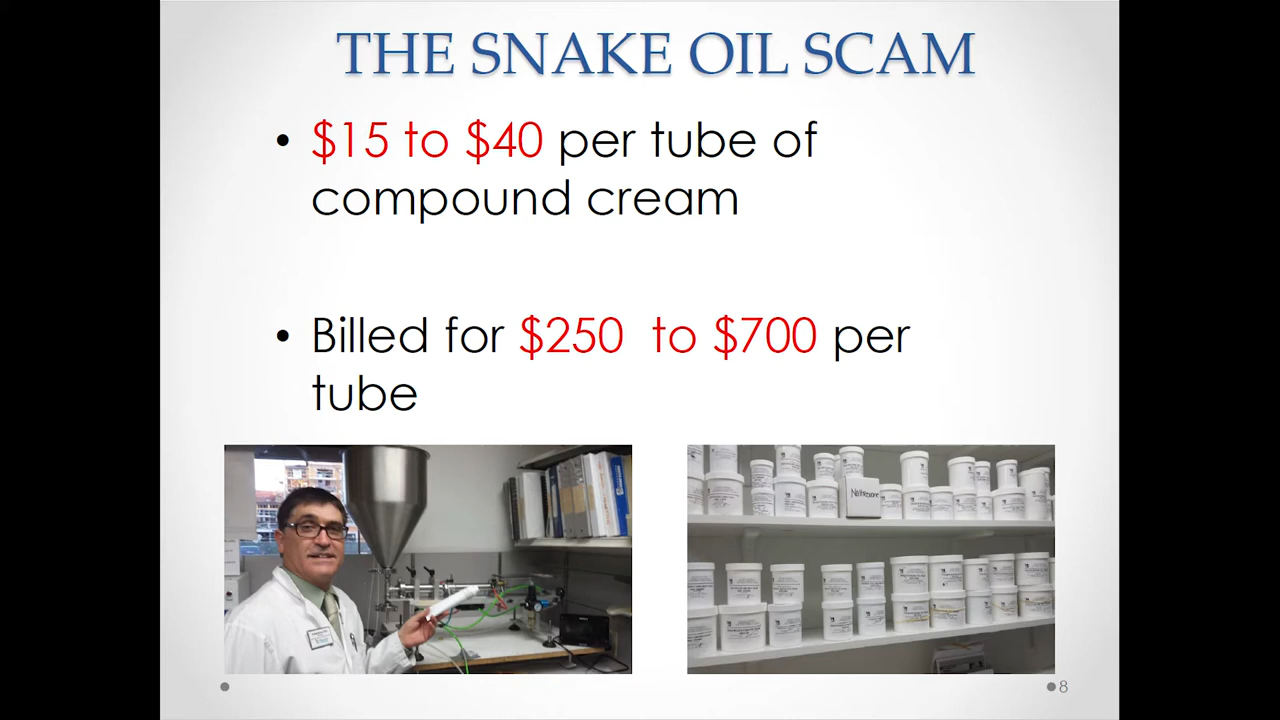 THE SNAKE OIL SCAM
• $15 to $40 per tube of
compound cream
• Billed for $250 to $700 per
tube
8